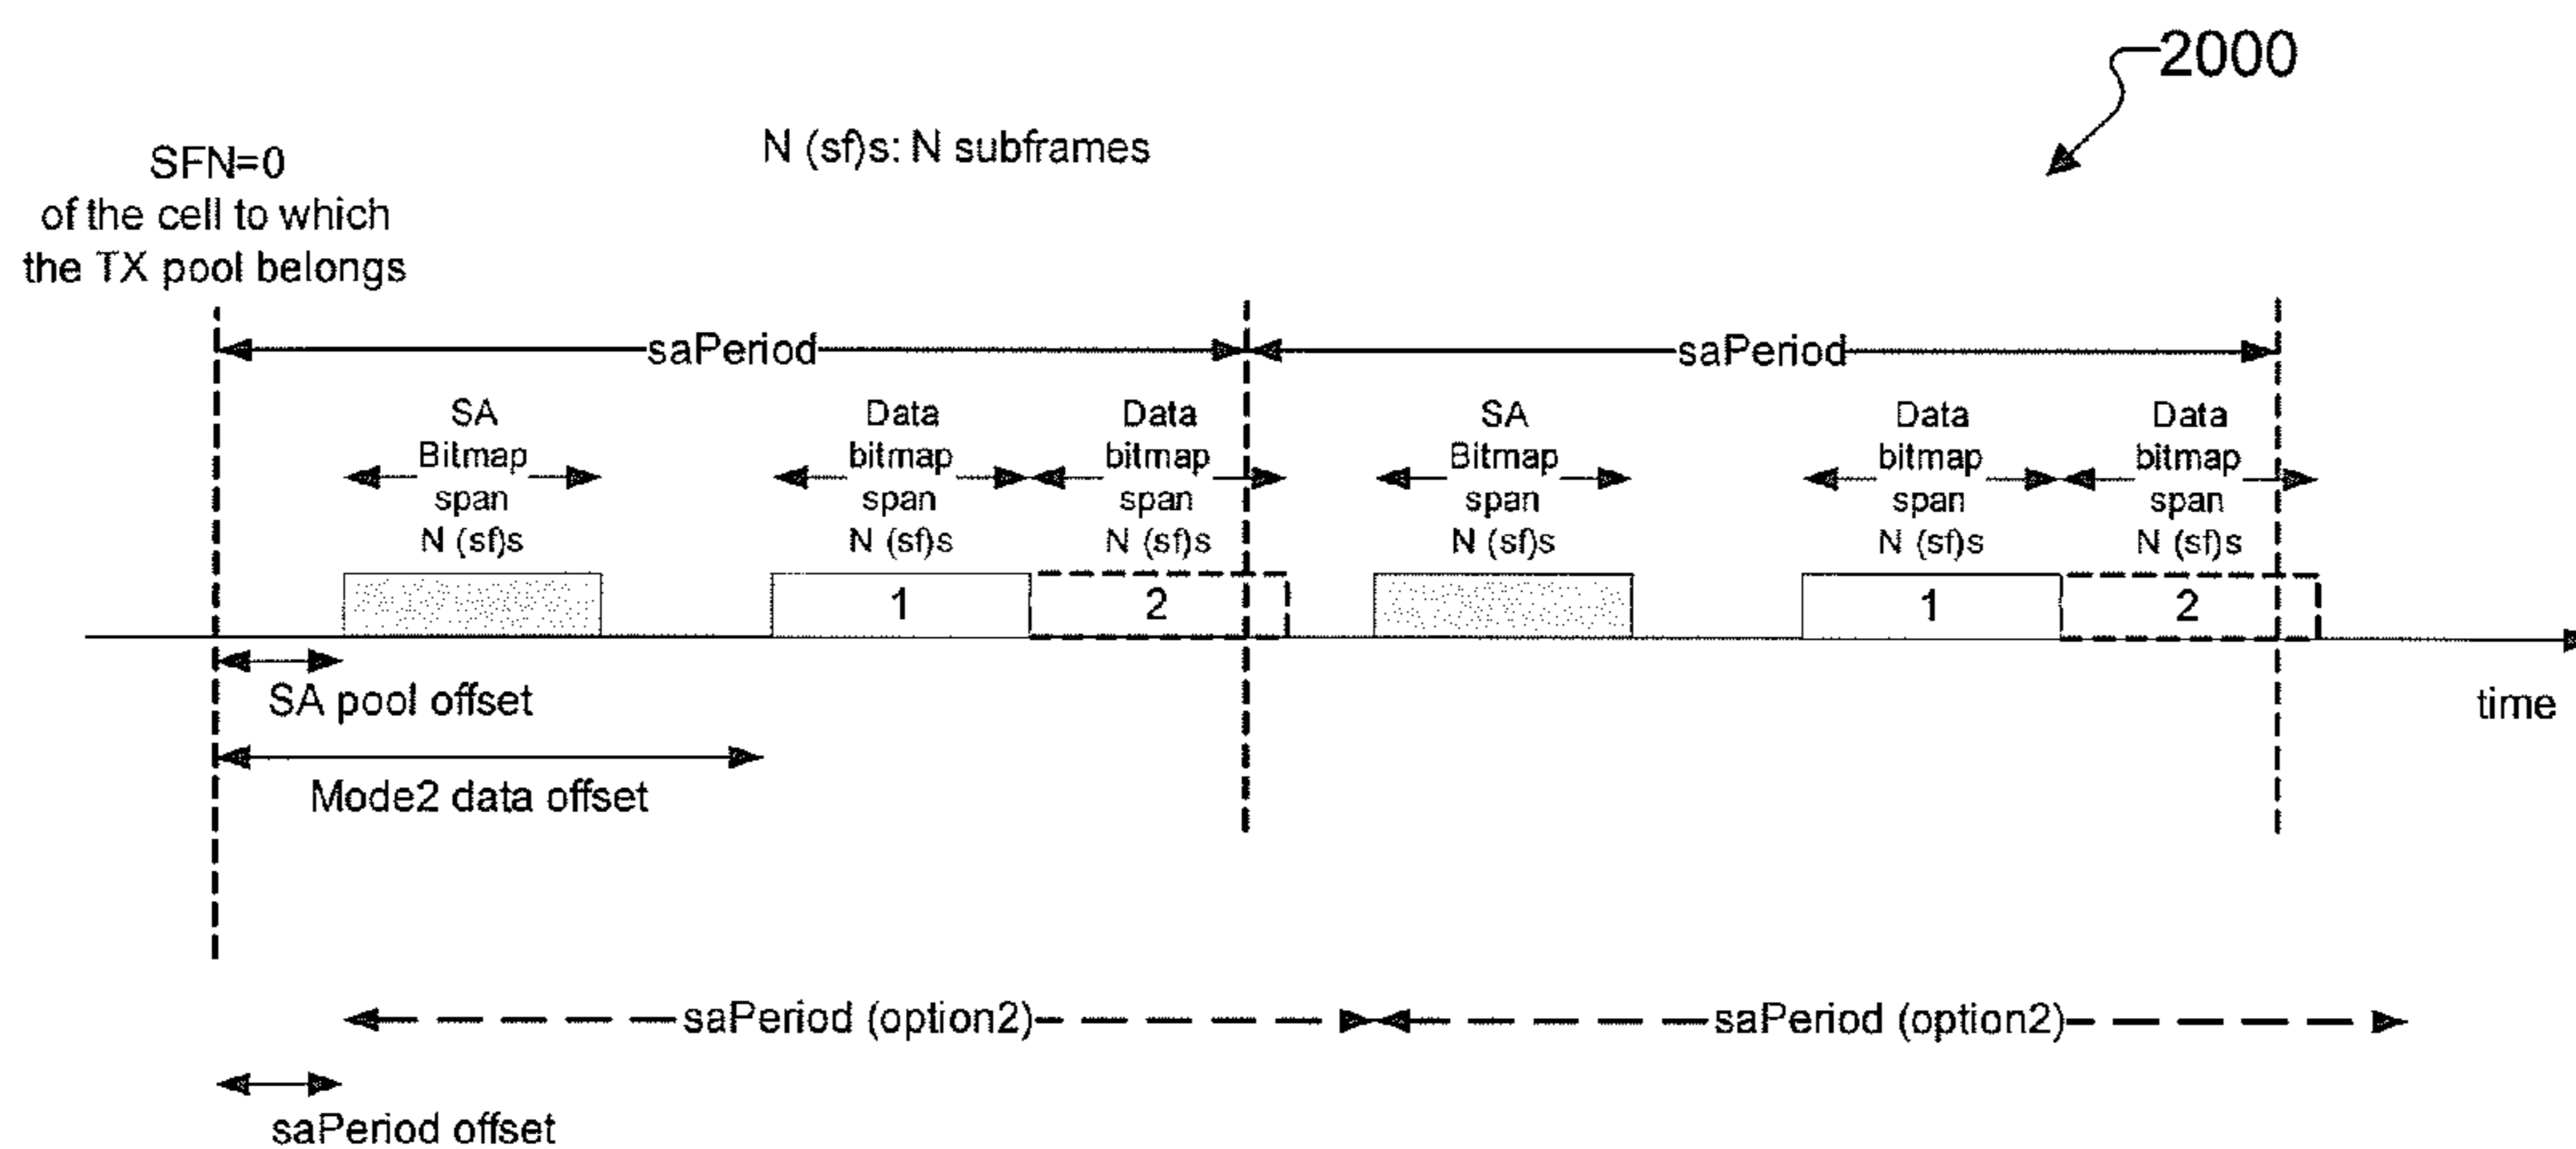 2000
N (sf)s: N subframes
SFN=0
of the cell to which
the TX pool belongs
saPeriod
saPeriod
SA
Bitmap
span
N (sf)s
Data
bitmap
span
N (sf)s
Data
bitmap
span
N (sf)s
SA
Bitmap
span
N (sf)s
Data
bitmap
span
N (sf)s
Data
bitmap
span
N (sf)s
1
2
1
2
SA pool offset
time
Mode2 data offset
saPeriod (option2)
saPeriod (option2)
saPeriod offset